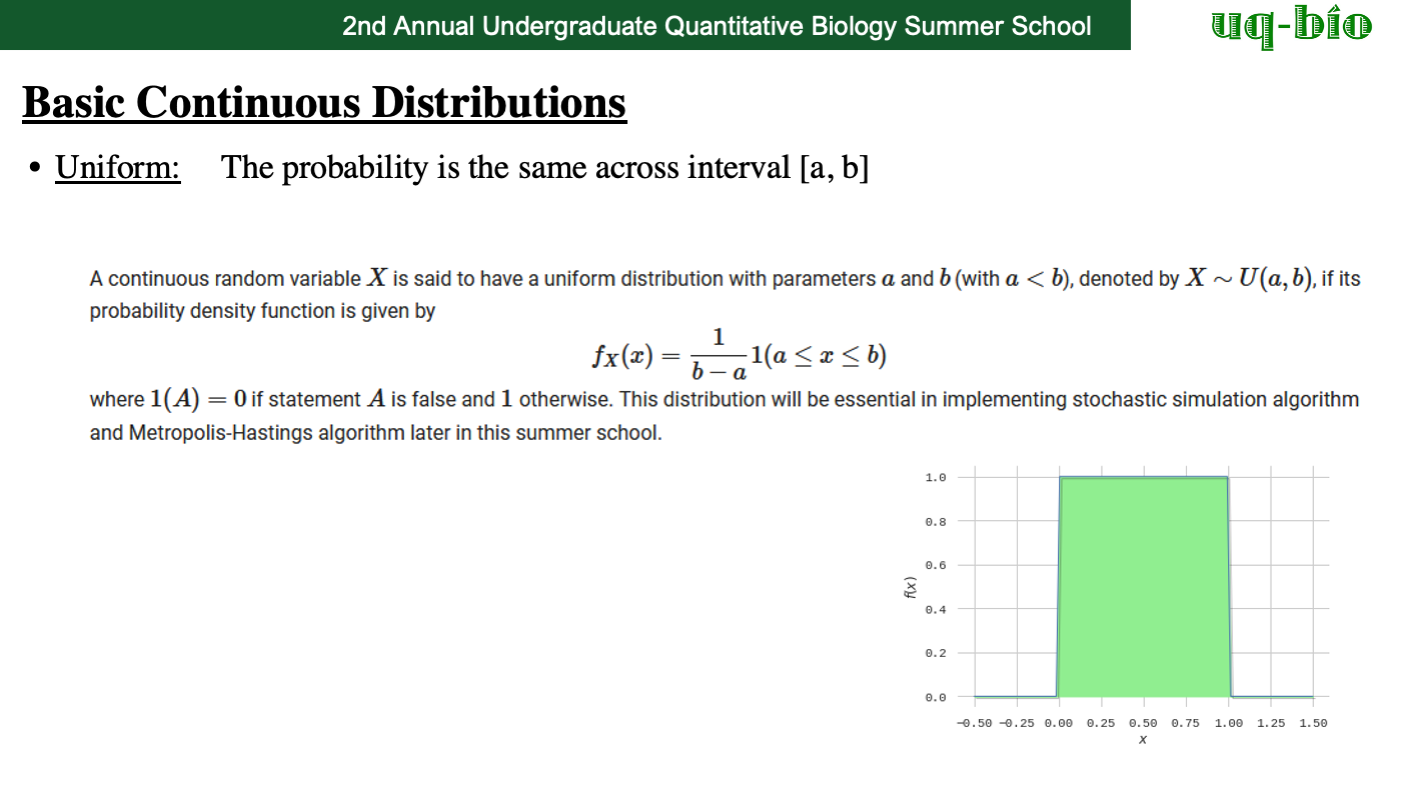 2nd Annual Undergraduate Quantitative Biology Summer School
uq-bio
Basic Continuous Distributions
• Uniform: The probability is the same across interval [a, b]
A continuous random variable X is said to have a uniform distribution with parameters a and b (with a < b), denoted by X ∼ U(a, b), if its
probability density function is given by
f_X(x) = \frac{1}{b − a} 1(a ≤ x ≤ b)
where 1(A) = 0 if statement A is false and 1 otherwise. This distribution will be essential in implementing stochastic simulation algorithm
and Metropolis-Hastings algorithm later in this summer school.
1.0
0.8
0.6
f(x)
0.4
0.2
0.0
−0.50 −0.25 0.00 0.25 0.50 0.75 1.00 1.25 1.50
x